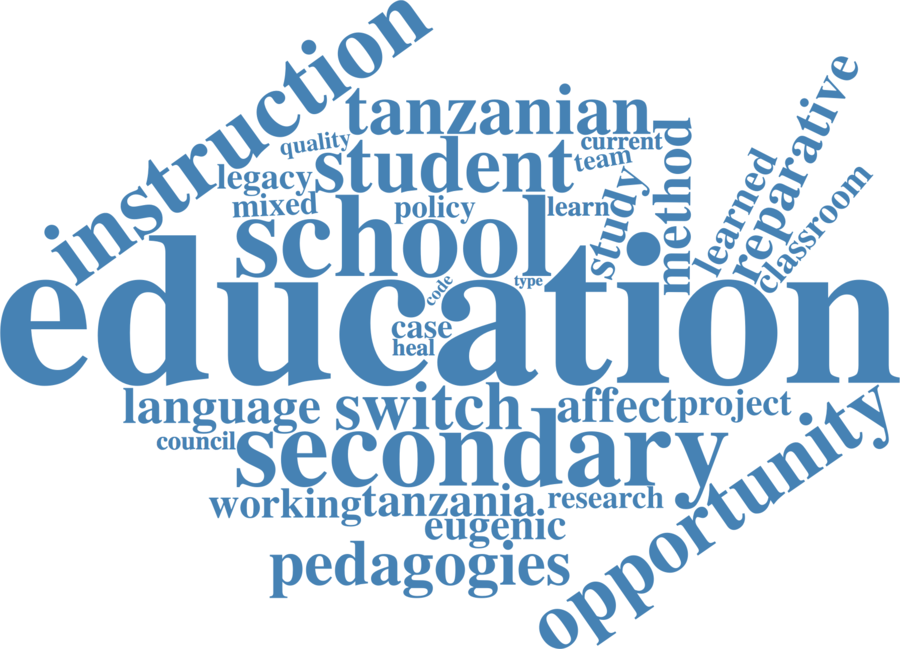 instruction
tanzanian
quality
current
student
team
legacy
method
study
learned
reparative
classroom
mixed
policy
learn
school
education
code
type
case
heal
language
switch
affect
project
council
secondary
opportunity
working
tanzania
research
eugenic
pedagogies